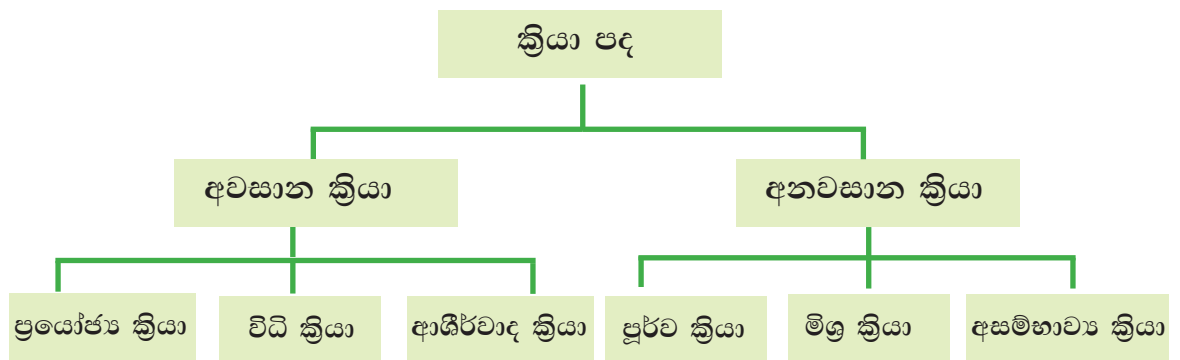 ක්‍රියා පද
අවසාන ක්‍රියා
අනවසාන ක්‍රියා
ප්‍රයෝජ්‍ය ක්‍රියා
විධි ක්‍රියා
ආශීර්වාද ක්‍රියා
පූර්ව ක්‍රියා
මිශ්‍ර ක්‍රියා
අසම්භාව්‍ය ක්‍රියා